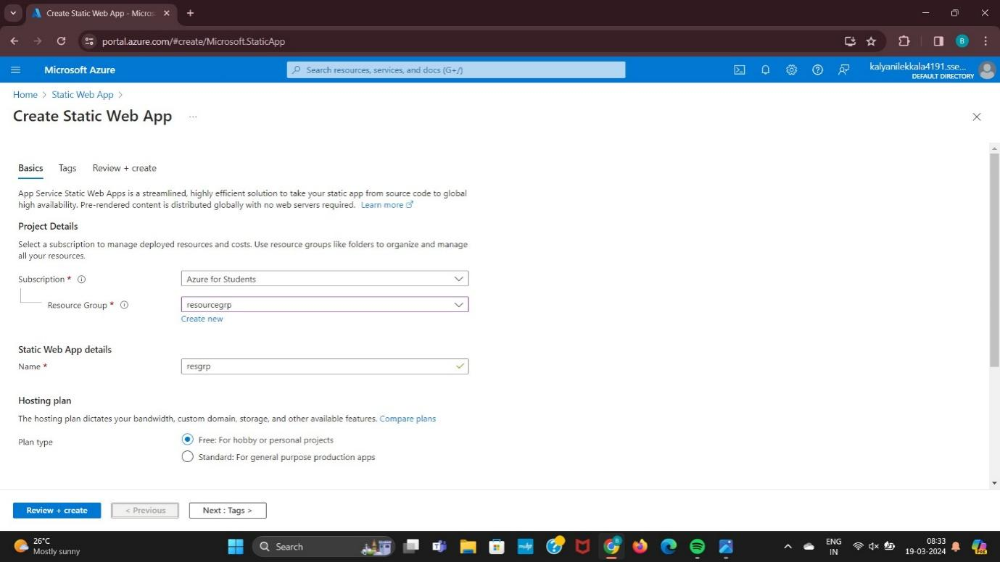 Create Static Web App - Micros
portal.azure.com/#create/Microsoft.StaticApp
B
Microsoft Azure
Search resources, services, and docs (G+/)
kalyanilekkala4191.sse...
DEFAULT DIRECTORY
Home > Static Web App >
Create Static Web App ...
Basics Tags Review + create
App Service Static Web Apps is a streamlined, highly efficient solution to take your static app from source code to global
high availability. Pre-rendered content is distributed globally with no web servers required. Learn more
Project Details
Select a subscription to manage deployed resources and costs. Use resource groups like folders to organize and manage
all your resources.
Subscription * Azure for Students
Resource Group * resourcegrp
Create new
Static Web App details
Name * resgrp
Hosting plan
The hosting plan dictates your bandwidth, custom domain, storage, and other available features. Compare plans
Plan type
Free: For hobby or personal projects
Standard: For general purpose production apps
Review + create < Previous Next : Tags >
26°C
Mostly sunny
Search
ENG
IN
08:33
19-03-2024
PRE